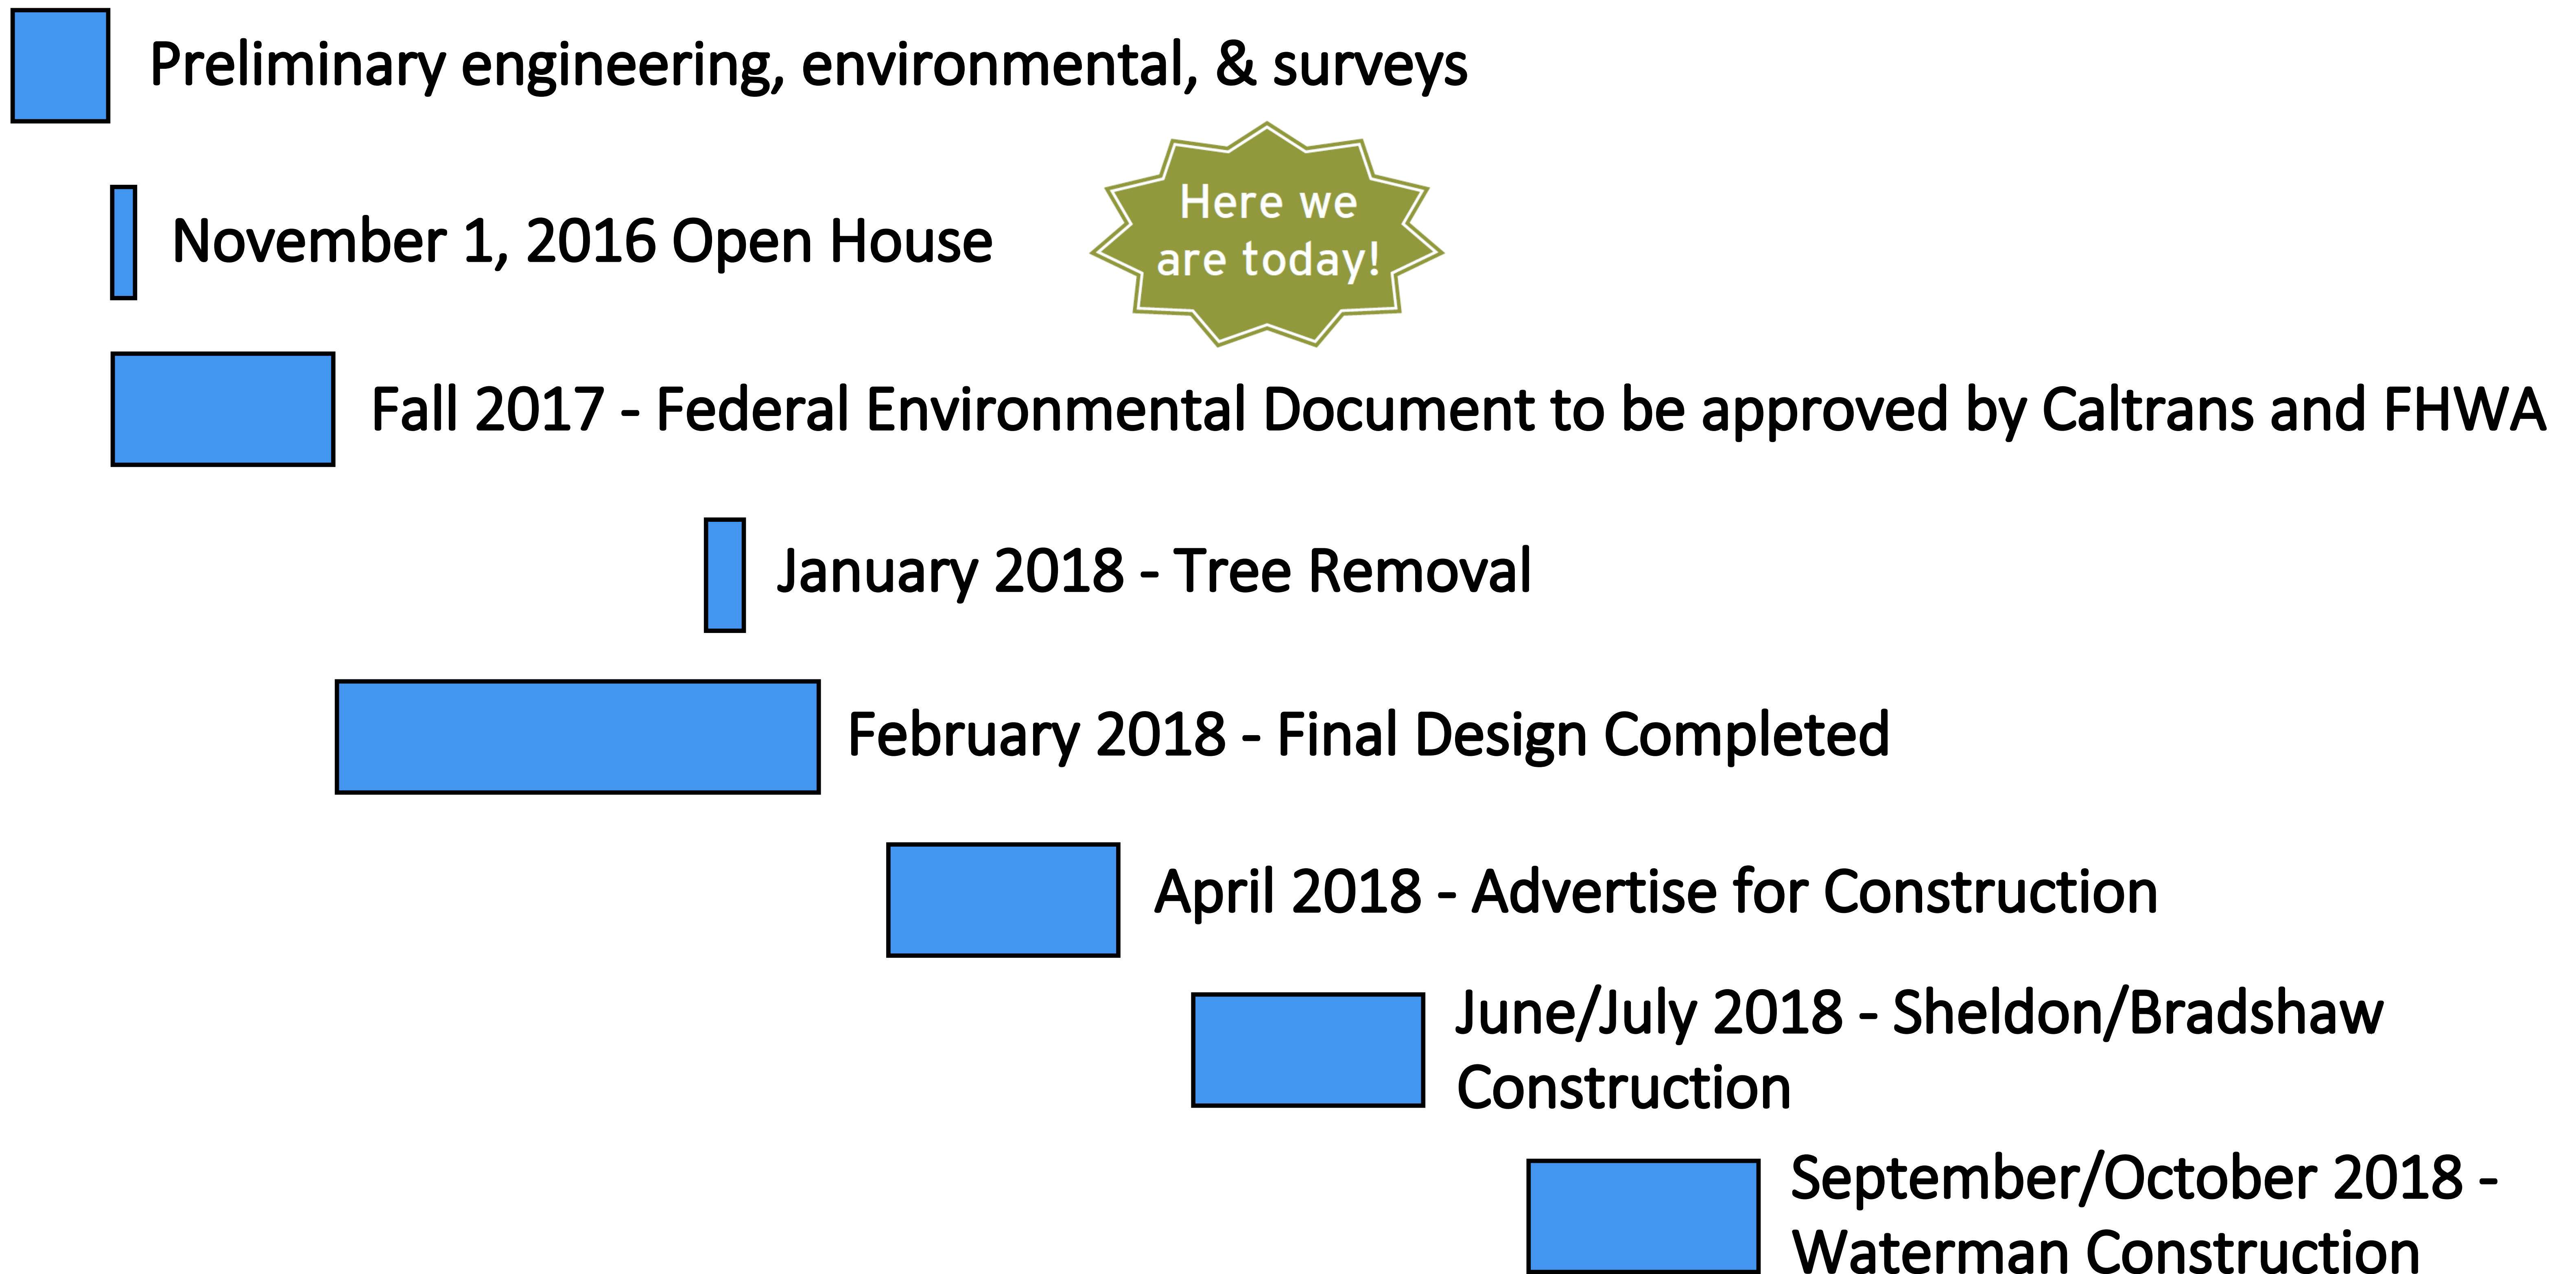 Preliminary engineering, environmental, & surveys
November 1, 2016 Open House
Here we
are today!
Fall 2017 - Federal Environmental Document to be approved by Caltrans and FHWA
January 2018 - Tree Removal
February 2018 - Final Design Completed
April 2018 - Advertise for Construction
June/July 2018 - Sheldon/Bradshaw
Construction
September/October 2018 -
Waterman Construction